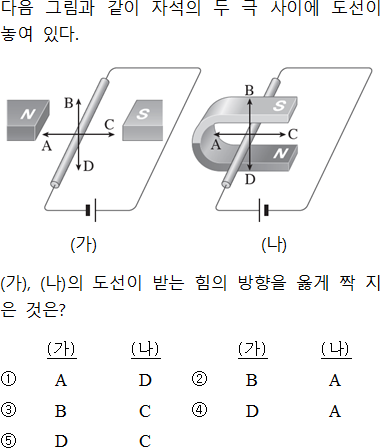 다음 그림과 같이 자석의 두 극 사이에 도선이
놓여 있다.
N B S
A C
D
(가)
B S
A C
D N
(나)
(가), (나)의 도선이 받는 힘의 방향을 옳게 짝 지
은 것은?
(가) (나) (가) (나)
① A D ② B A
③ B C ④ D A
⑤ D C